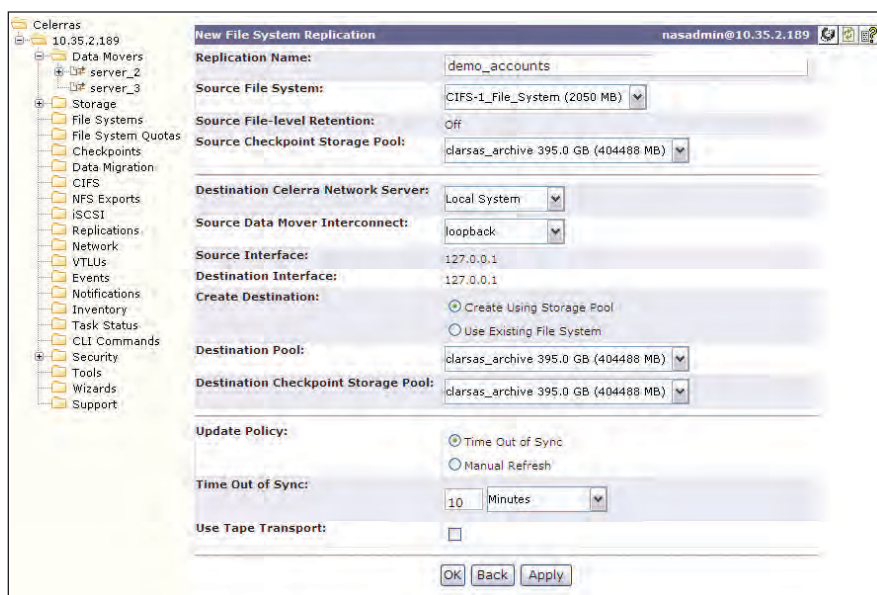 Celerras
10.35.2.189
Data Movers
server_2
server_3
Storage
File Systems
File System Quotas
Checkpoints
Data Migration
CIFS
NFS Exports
iSCSI
Replications
Network
VTLUs
Events
Notifications
Inventory
Task Status
CLI Commands
Security
Tools
Wizards
Support
New File System Replication nasadmin@10.35.2.189
Replication Name: demo_accounts
Source File System: CIFS-1_File_System (2050 MB)
Source File-level Retention: Off
Source Checkpoint Storage Pool: clarsas_archive 395.0 GB (404488 MB)
Destination Celerra Network Server: Local System
Source Data Mover Interconnect: loopback
Source Interface: 127.0.0.1
Destination Interface: 127.0.0.1
Create Destination: Create Using Storage Pool
Use Existing File System
Destination Pool: clarsas_archive 395.0 GB (404488 MB)
Destination Checkpoint Storage Pool: clarsas_archive 395.0 GB (404488 MB)
Update Policy: Time Out of Sync
Manual Refresh
Time Out of Sync: 10 Minutes
Use Tape Transport:
OK Back Apply